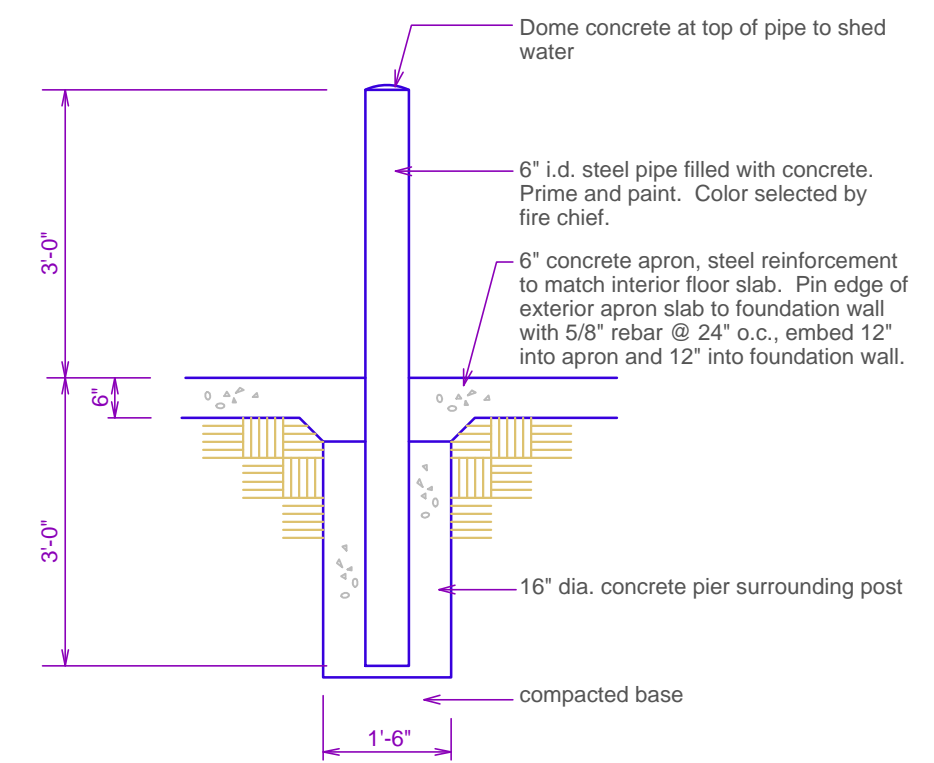 Dome concrete at top of pipe to shed
water
6" i.d. steel pipe filled with concrete.
Prime and paint.  Color selected by
fire chief.
3'-0"
6" concrete apron, steel reinforcement
to match interior floor slab.  Pin edge of
exterior apron slab to foundation wall
with 5/8" rebar @ 24" o.c., embed 12"
into apron and 12" into foundation wall.
6"
3'-0"
16" dia. concrete pier surrounding post
compacted base
1'-6"